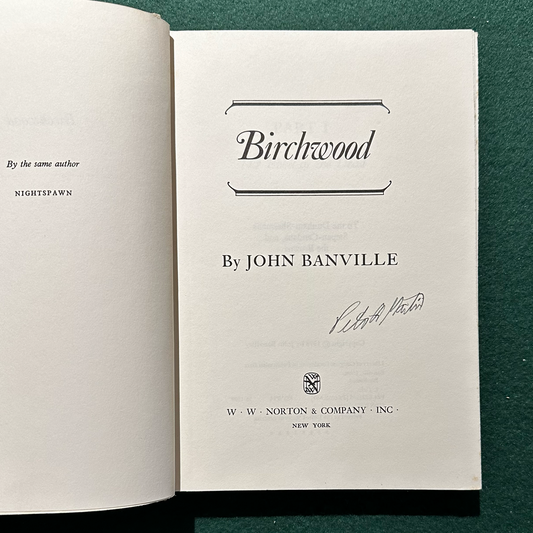 By the same author
NIGHTSPAWN
Birchwood
By JOHN BANVILLE
W · W · NORTON & COMPANY · INC ·
NEW YORK